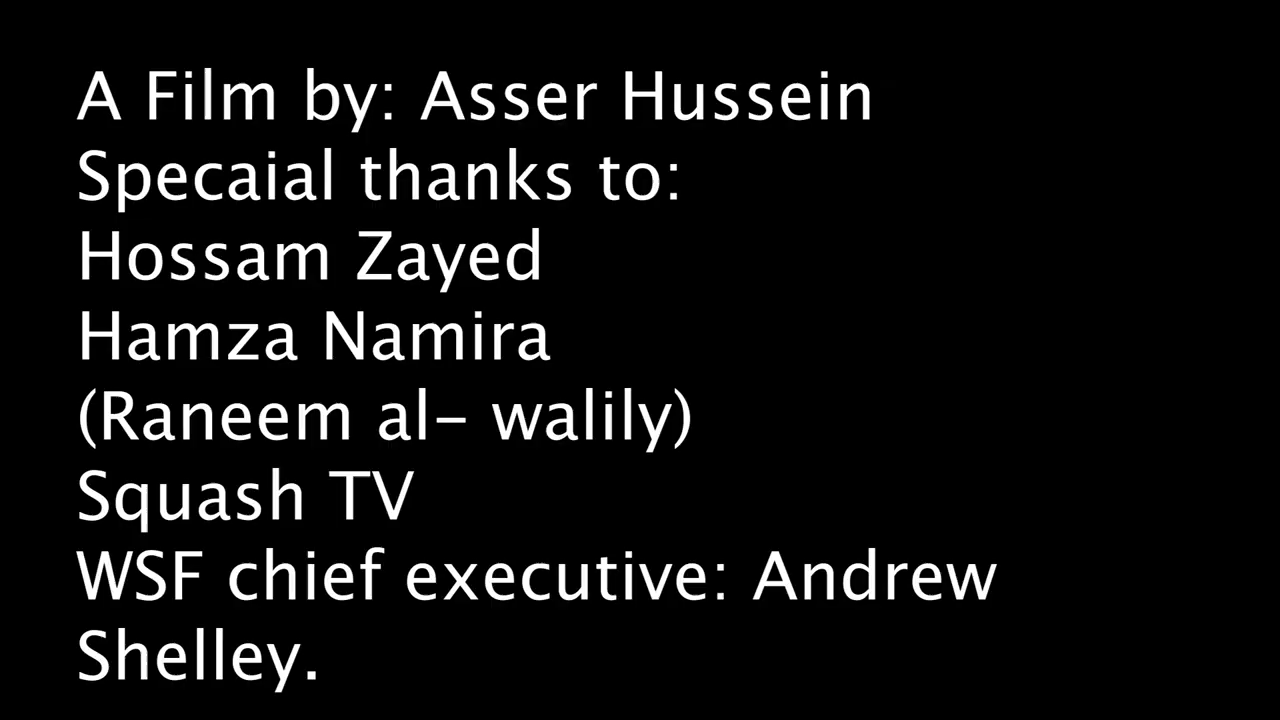 A Film by: Asser Hussein
Specaial thanks to:
Hossam Zayed
Hamza Namira
(Raneem al- walily)
Squash TV
WSF chief executive: Andrew
Shelley.